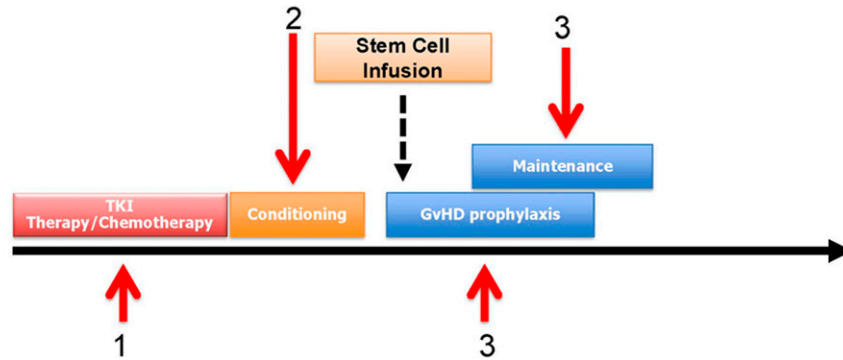 2
3
Stem Cell
Infusion
Maintenance
TKI
Therapy/Chemotherapy
Conditioning
GvHD prophylaxis
1
3